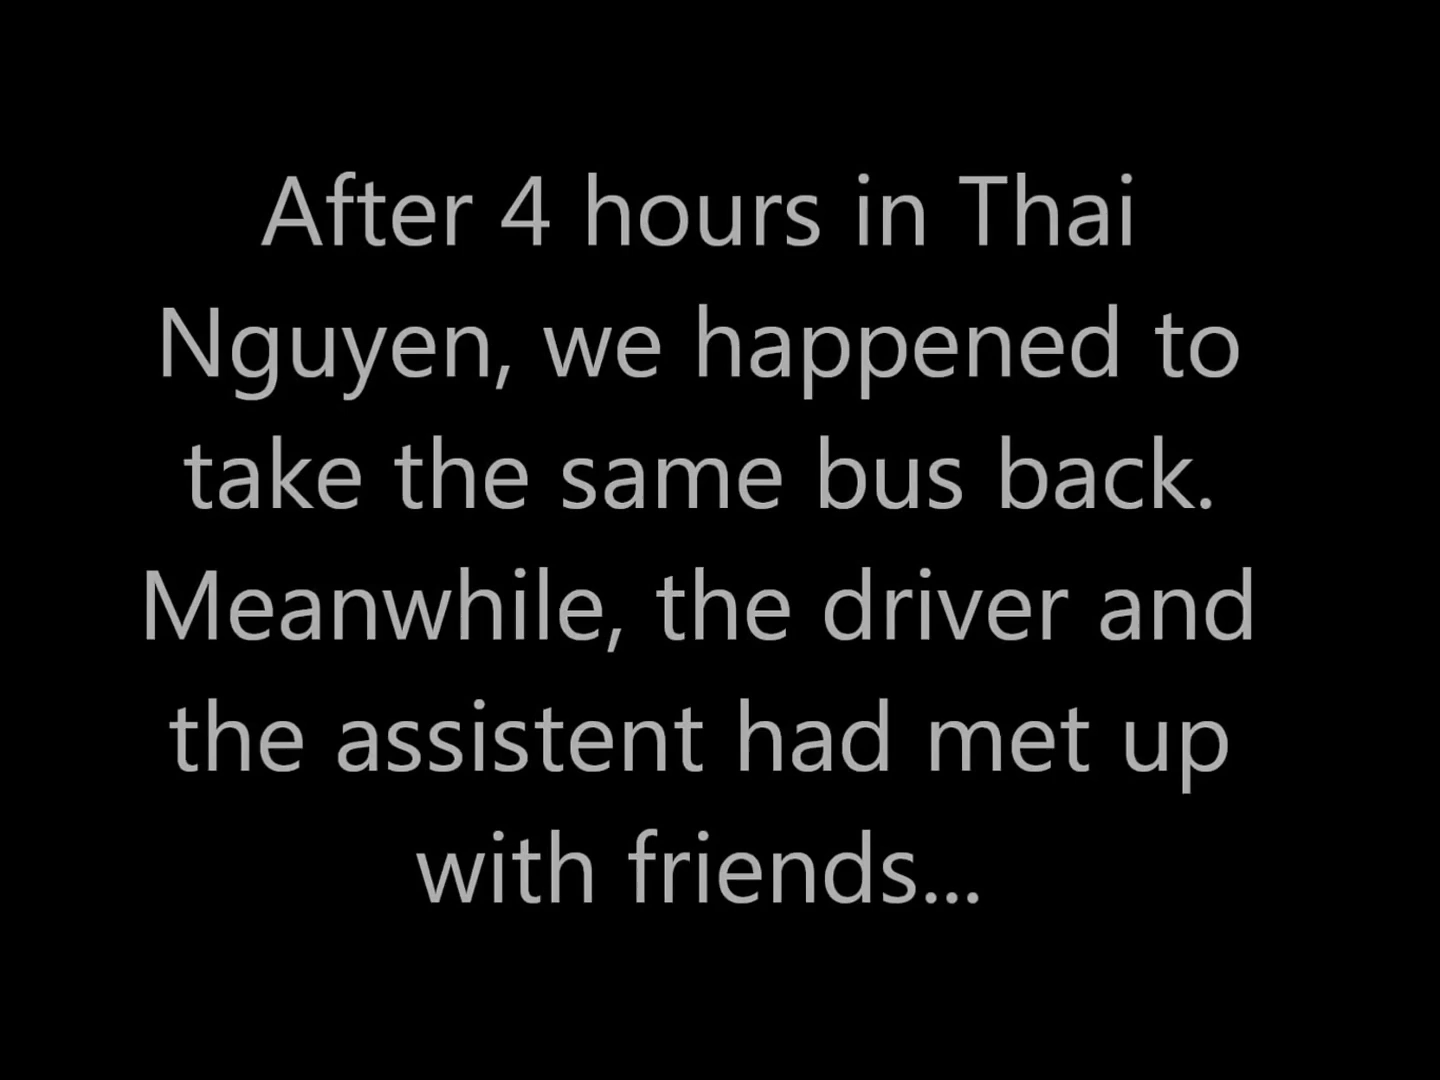 After 4 hours in Thai
Nguyen, we happened to
take the same bus back.
Meanwhile, the driver and
the assistent had met up
with friends...